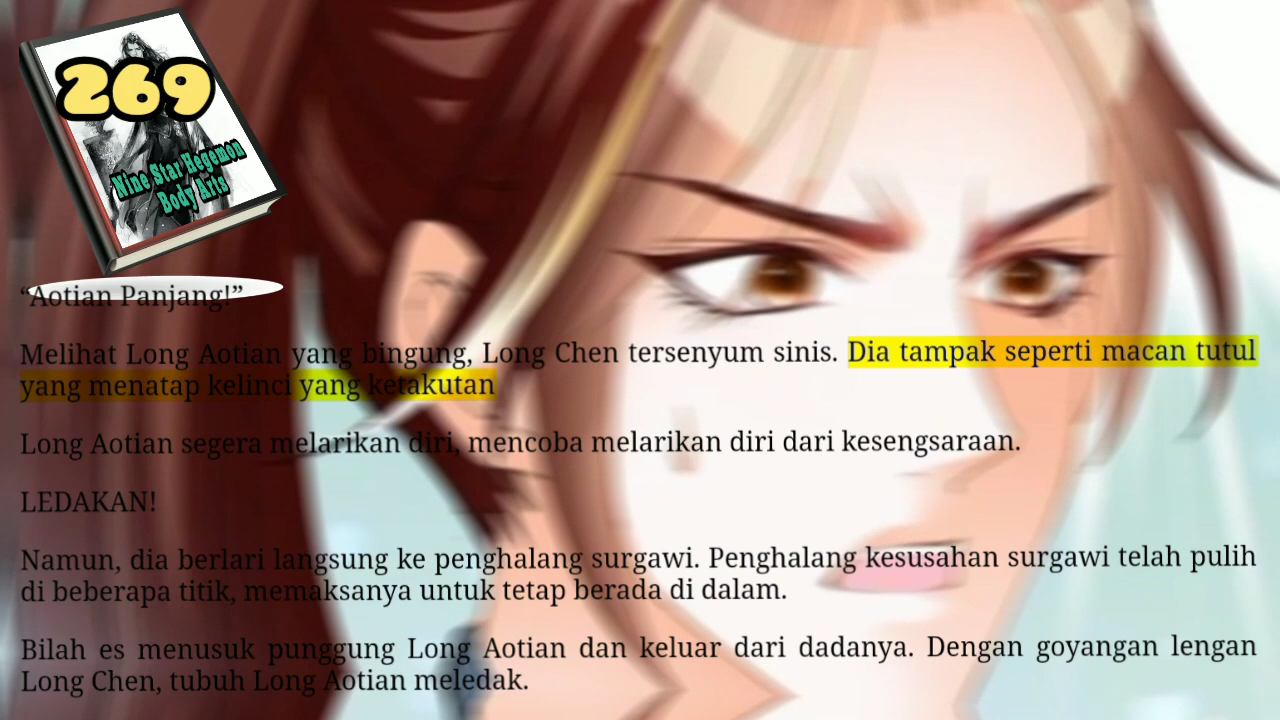 269
Nine Star Hegemon
Body Arts
“Aotian Panjang!”
Melihat Long Aotian yang bingung, Long Chen tersenyum sinis. Dia tampak seperti macan tutul
yang menatap kelinci yang ketakutan
Long Aotian segera melarikan diri, mencoba melarikan diri dari kesengsaraan.
LEDAKAN!
Namun, dia berlari langsung ke penghalang surgawi. Penghalang kesusahan surgawi telah pulih
di beberapa titik, memaksanya untuk tetap berada di dalam.
Bilah es menusuk punggung Long Aotian dan keluar dari dadanya. Dengan goyangan lengan
Long Chen, tubuh Long Aotian meledak.